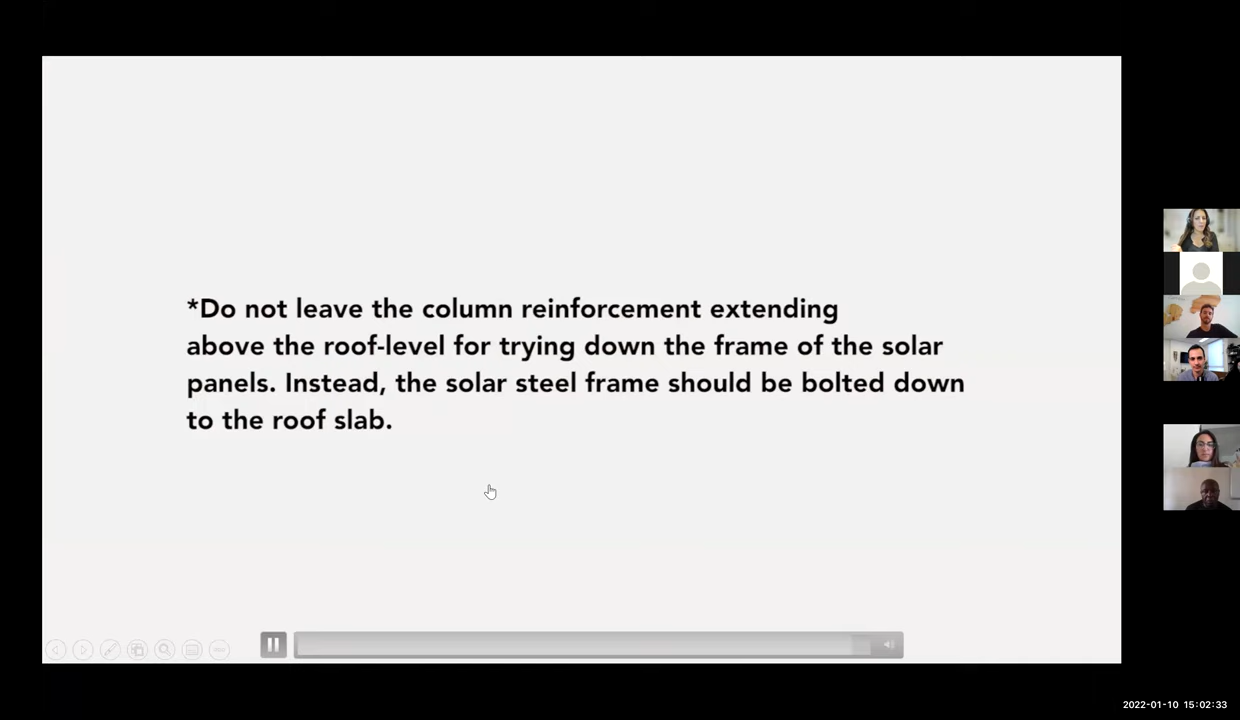 *Do not leave the column reinforcement extending
above the roof-level for trying down the frame of the solar
panels. Instead, the solar steel frame should be bolted down
to the roof slab.
2022-01-10 15:02:33